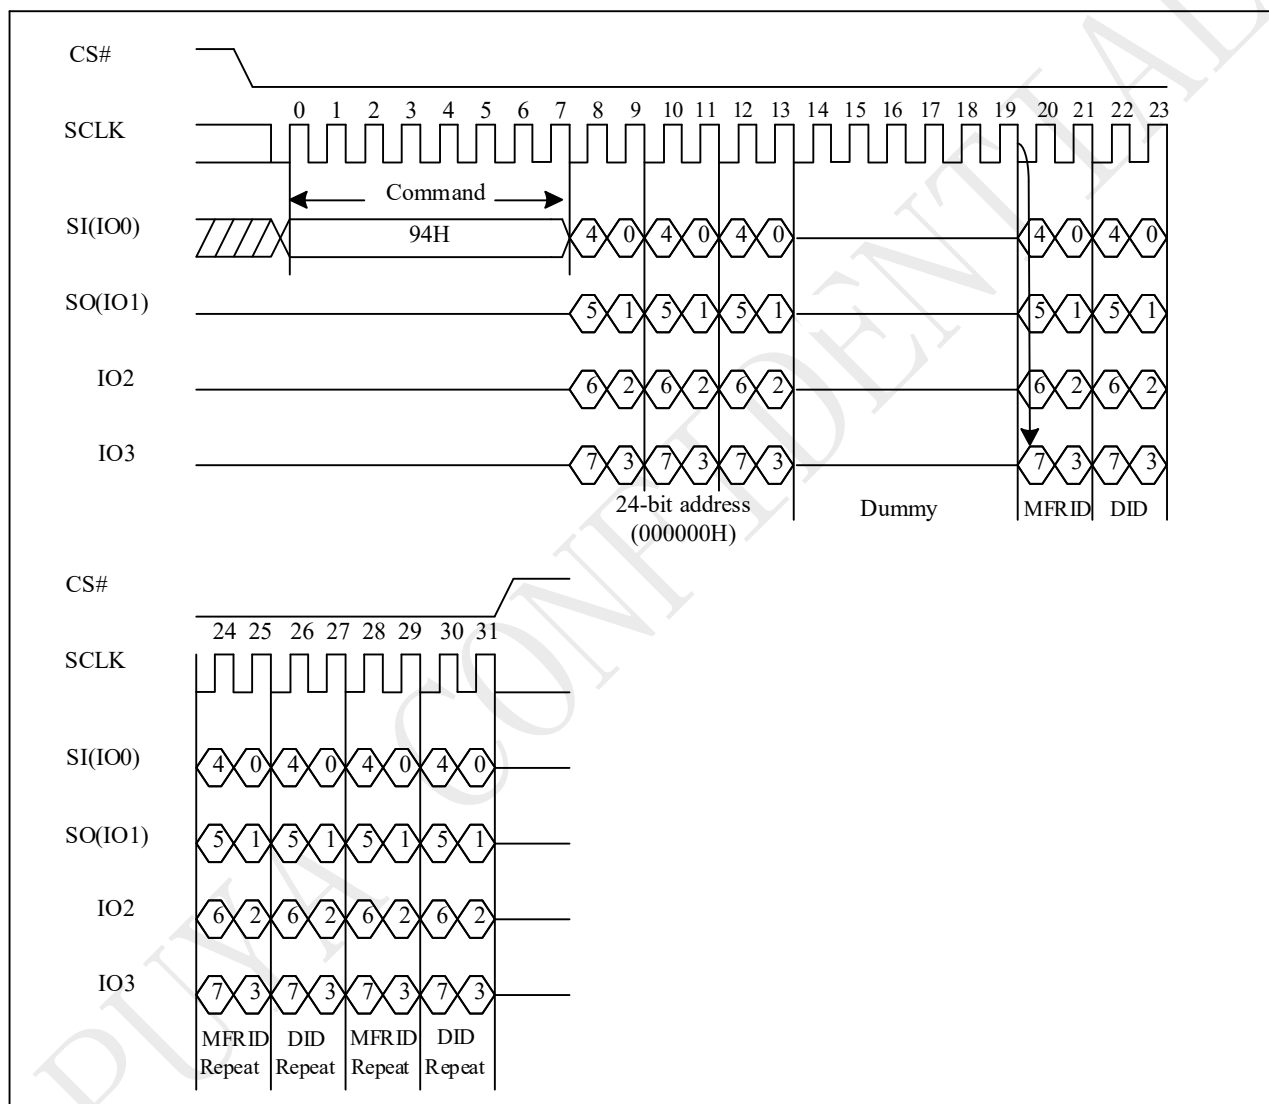 CS#
0 1 2 3 4 5 6 7 8 9 10 11 12 13 14 15 16 17 18 19 20 21 22 23
SCLK
Command
SI(IO0) 94H 4 0 4 0 4 0 4 0 4 0
SO(IO1) 5 1 5 1 5 1 5 1 5 1
IO2 6 2 6 2 6 2 6 2 6 2
IO3 7 3 7 3 7 3 7 3 7 3
24-bit address Dummy MFRID DID
(000000H)
CS#
24 25 26 27 28 29 30 31
SCLK
SI(IO0) 4 0 4 0 4 0 4 0
SO(IO1) 5 1 5 1 5 1 5 1
IO2 6 2 6 2 6 2 6 2
IO3 7 3 7 3 7 3 7 3
MFRID DID MFRID DID
Repeat Repeat Repeat Repeat
PUYA CONFIDENTIAL